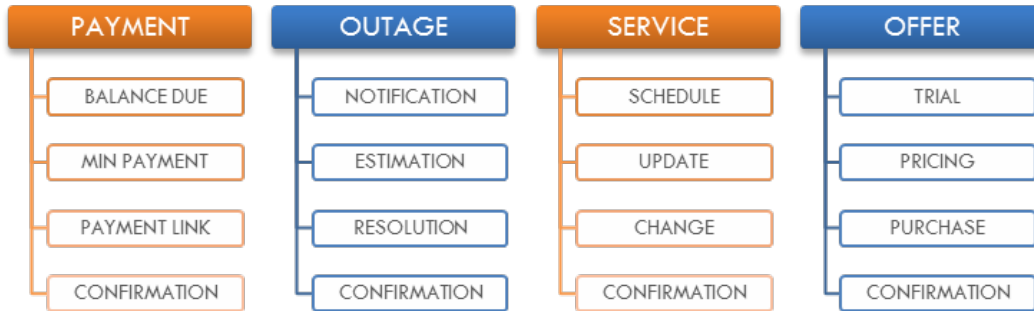 PAYMENT
BALANCE DUE
MIN PAYMENT
PAYMENT LINK
CONFIRMATION
OUTAGE
NOTIFICATION
ESTIMATION
RESOLUTION
CONFIRMATION
SERVICE
SCHEDULE
UPDATE
CHANGE
CONFIRMATION
OFFER
TRIAL
PRICING
PURCHASE
CONFIRMATION